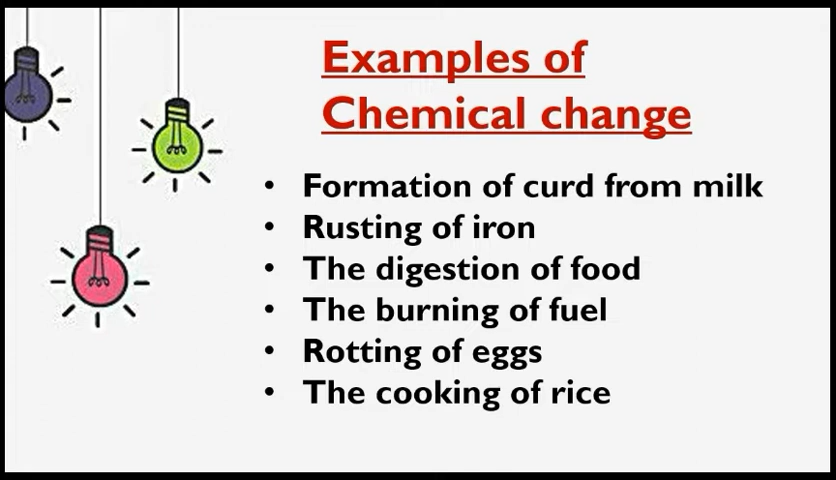 Examples of
Chemical change
• Formation of curd from milk
• Rusting of iron
• The digestion of food
• The burning of fuel
• Rotting of eggs
• The cooking of rice